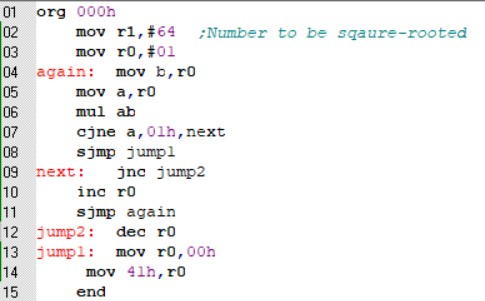 01 org 000h
02 mov r1,#64 ;Number to be sqaure-rooted
03 mov r0,#01
04 again: mov b,r0
05 mov a,r0
06 mul ab
07 cjne a,01h,next
08 sjmp jump1
09 next: jnc jump2
10 inc r0
11 sjmp again
12 jump2: dec r0
13 jump1: mov r0,00h
14 mov 41h,r0
15 end